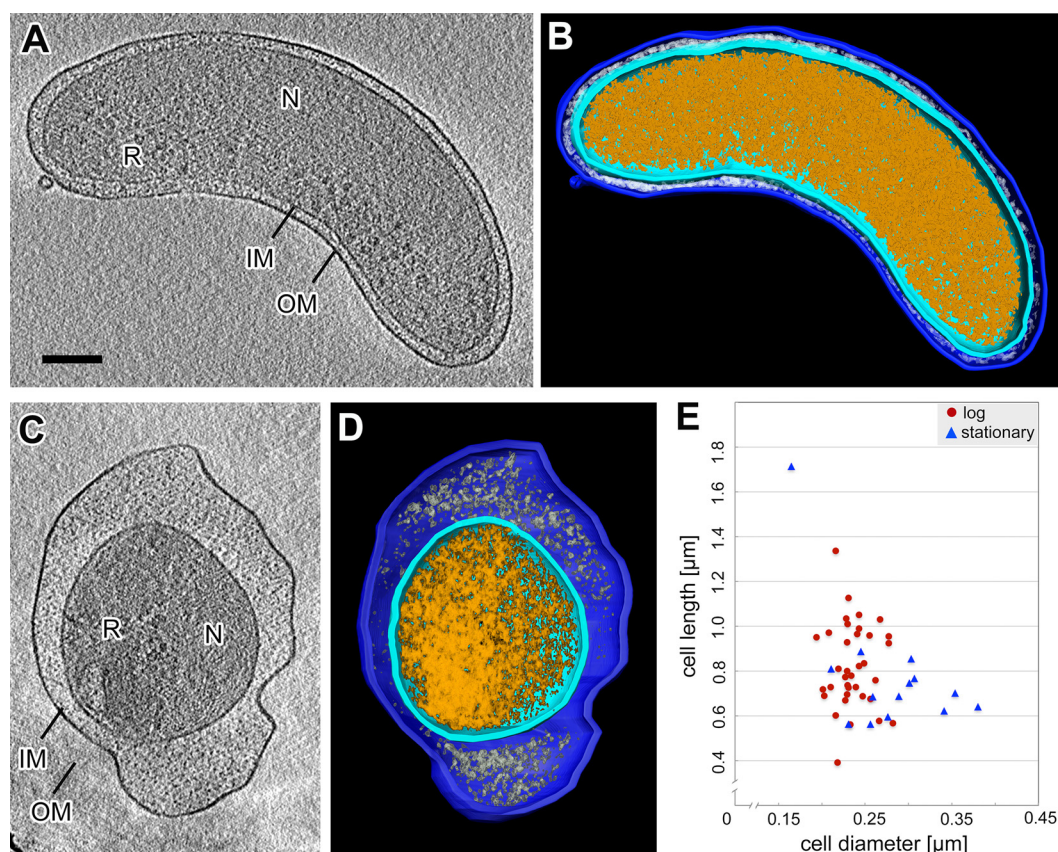 A
N
R
IM
OM
B
C
R
N
IM
OM
D
E
log
stationary
cell length [µm]
1.8
1.6
1.4
1.2
1.0
0.8
0.6
0.4
0
0.15
0.25
0.35
0.45
cell diameter [µm]